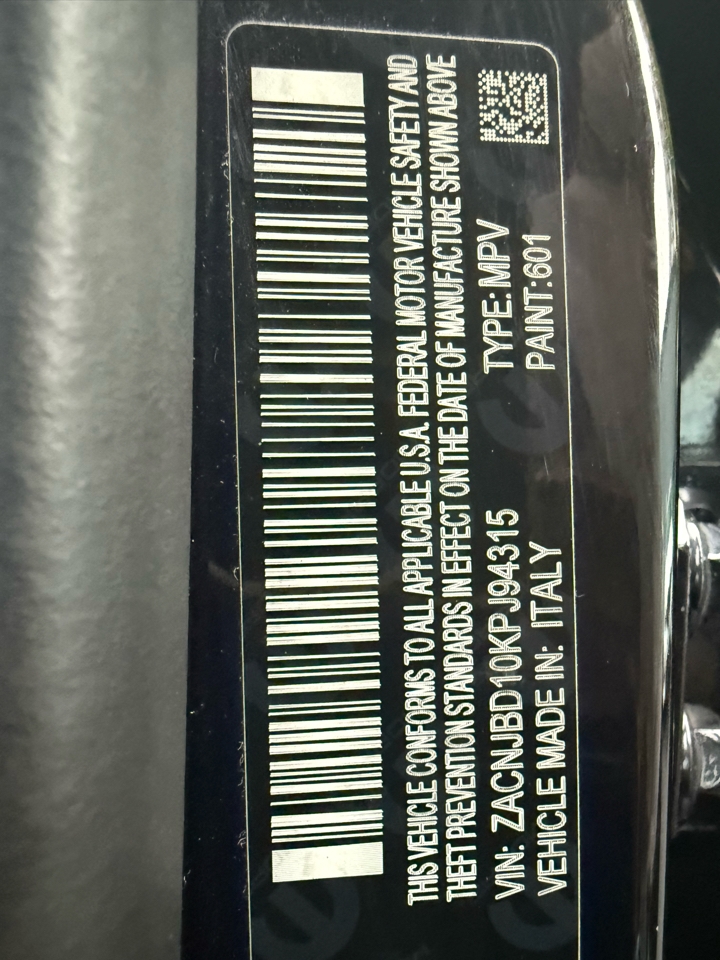 THIS VEHICLE CONFORMS TO ALL APPLICABLE U.S.A. FEDERAL MOTOR VEHICLE SAFETY AND
THEFT PREVENTION STANDARDS IN EFFECT ON THE DATE OF MANUFACTURE SHOWN ABOVE
VIN: ZACNJBD10KPJ94315 TYPE: MPV
VEHICLE MADE IN: ITALY PAINT:601